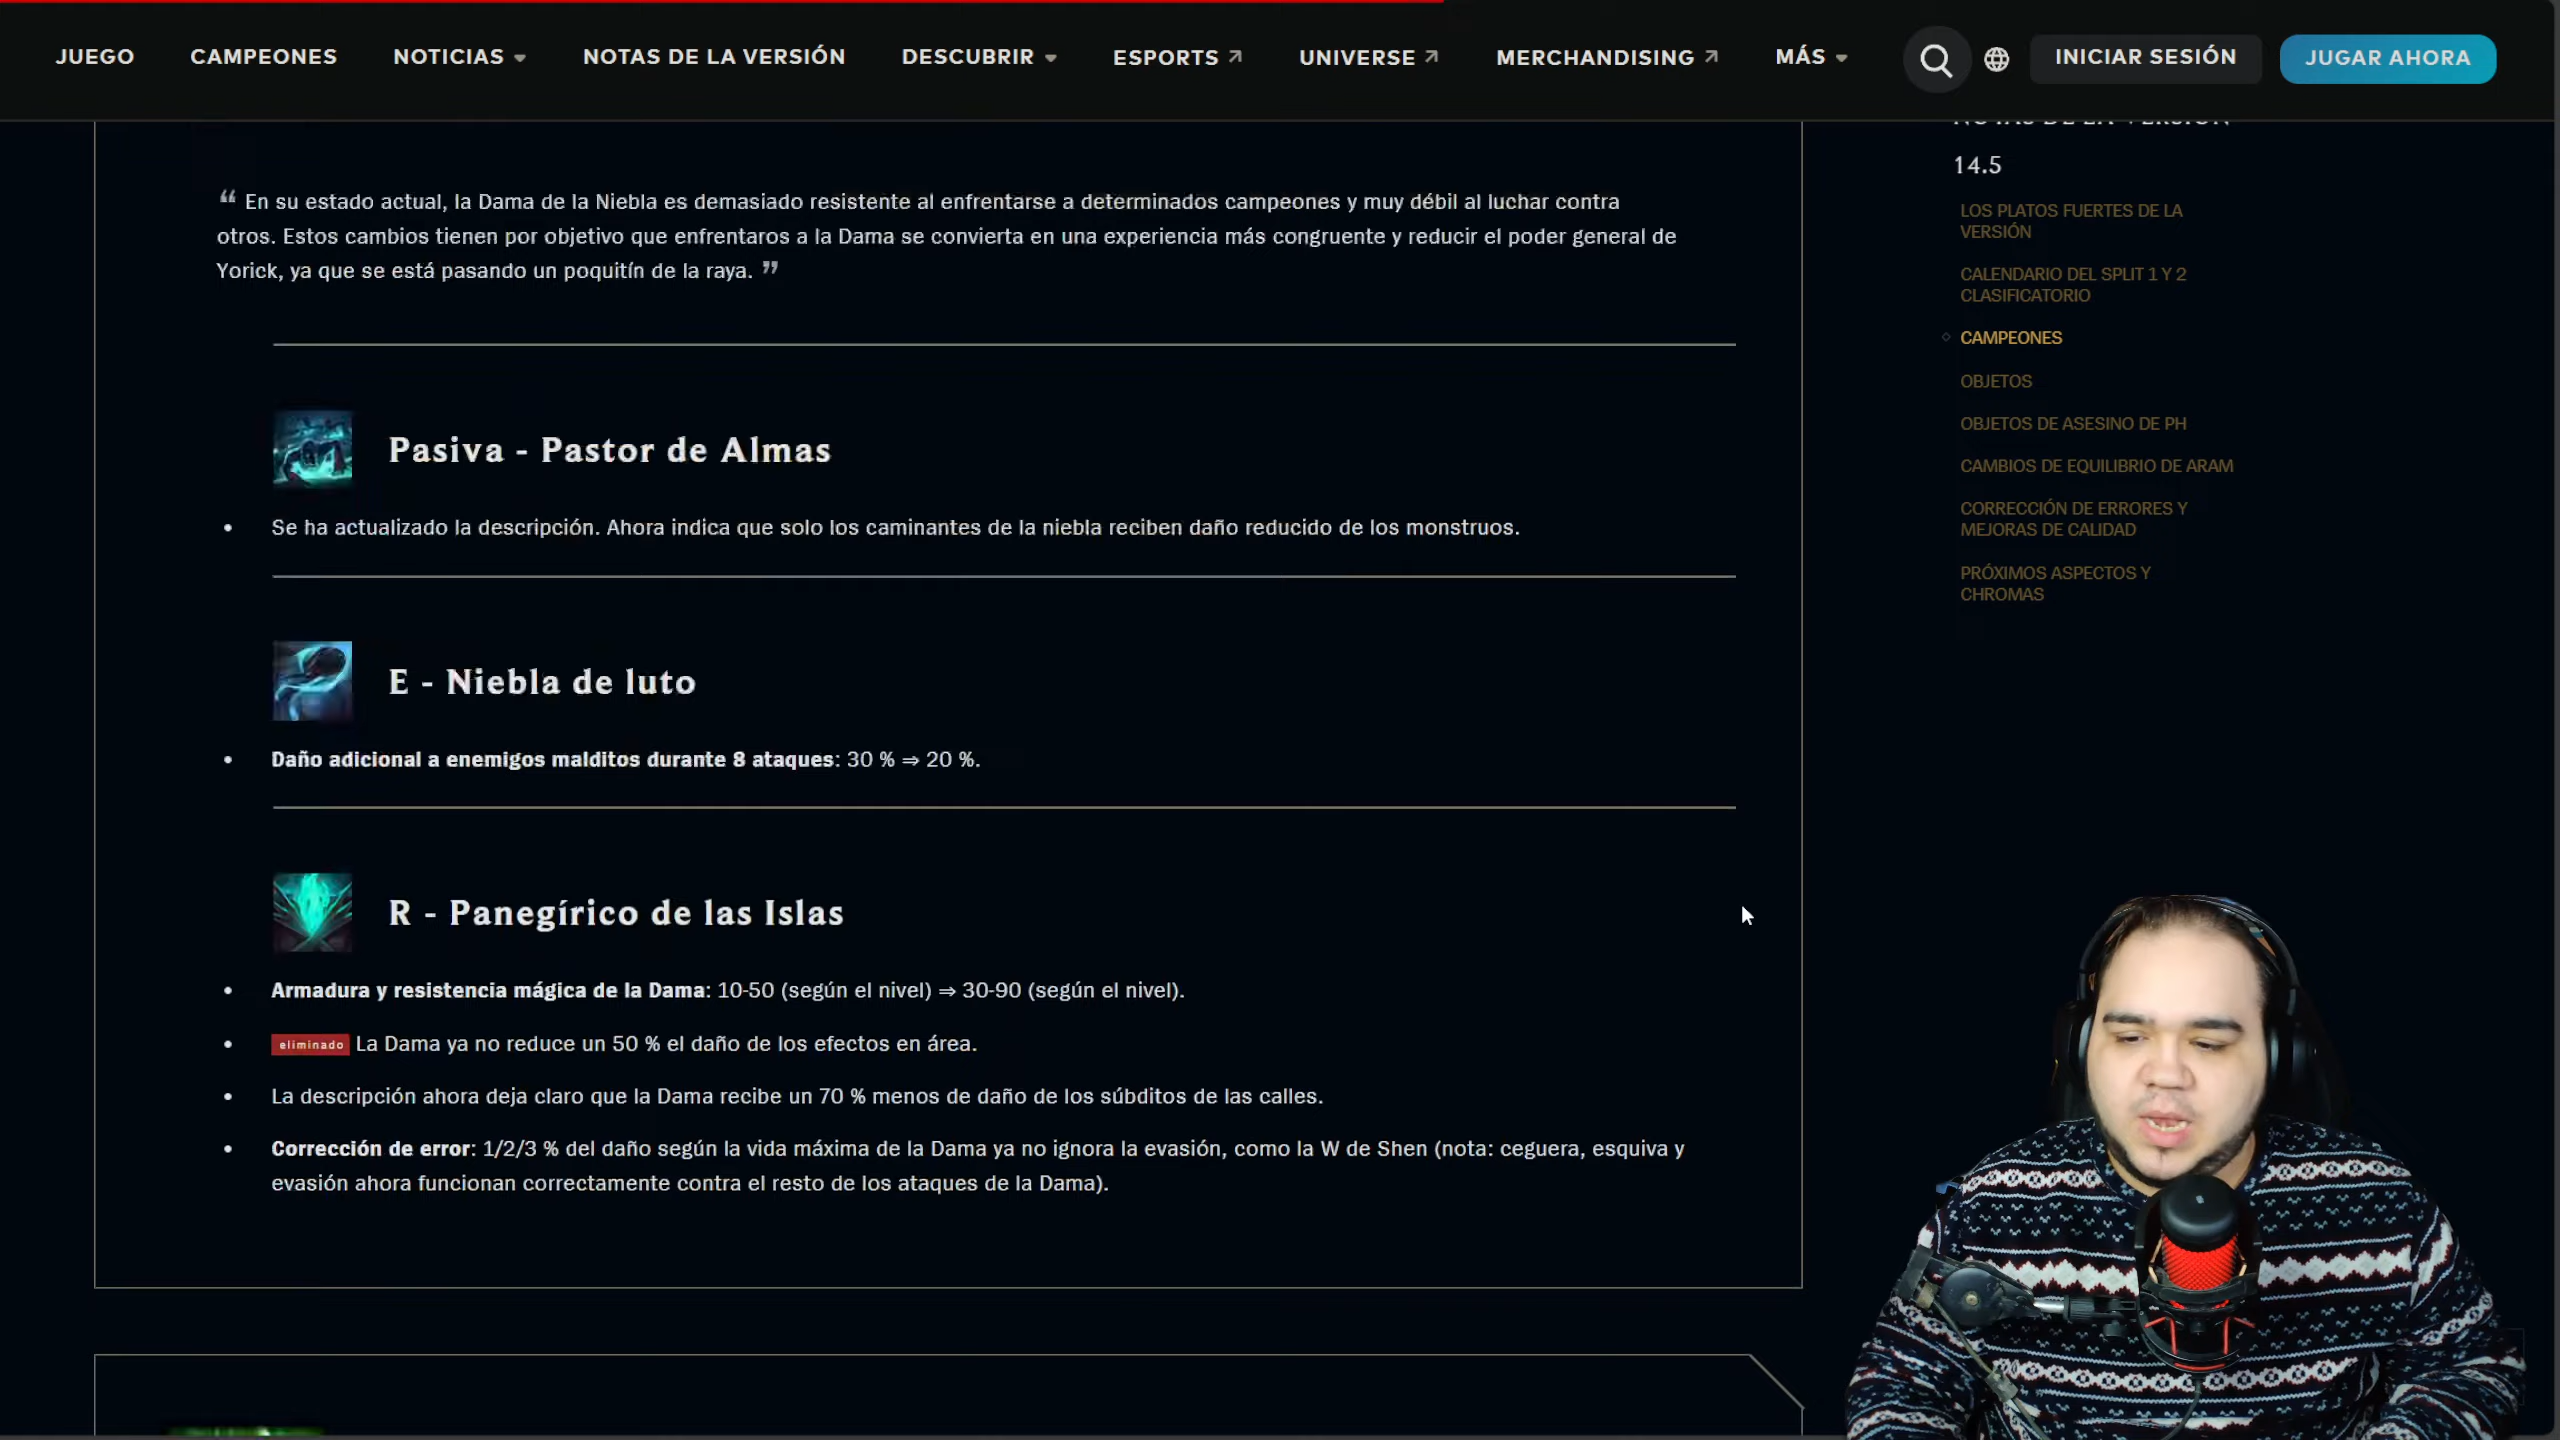 JUEGO CAMPEONES NOTICIAS NOTAS DE LA VERSIÓN DESCUBRIR ESPORTS UNIVERSE MERCHANDISING MÁS INICIAR SESIÓN JUGAR AHORA
“ En su estado actual, la Dama de la Niebla es demasiado resistente al enfrentarse a determinados campeones y muy débil al luchar contra
otros. Estos cambios tienen por objetivo que enfrentaros a la Dama se convierta en una experiencia más congruente y reducir el poder general de
Yorick, ya que se está pasando un poquitín de la raya. ”
Pasiva - Pastor de Almas
• Se ha actualizado la descripción. Ahora indica que solo los caminantes de la niebla reciben daño reducido de los monstruos.
E - Niebla de luto
• Daño adicional a enemigos malditos durante 8 ataques: 30 % ⇒ 20 %.
R - Panegírico de las Islas
• Armadura y resistencia mágica de la Dama: 10-50 (según el nivel) ⇒ 30-90 (según el nivel).
• eliminado La Dama ya no reduce un 50 % el daño de los efectos en área.
• La descripción ahora deja claro que la Dama recibe un 70 % menos de daño de los súbditos de las calles.
• Corrección de error: 1/2/3 % del daño según la vida máxima de la Dama ya no ignora la evasión, como la W de Shen (nota: ceguera, esquiva y
evasión ahora funcionan correctamente contra el resto de los ataques de la Dama).
NOTAS DE LA VERSIÓN
14.5
LOS PLATOS FUERTES DE LA
VERSIÓN
CALENDARIO DEL SPLIT 1 Y 2
CLASIFICATORIO
CAMPEONES
OBJETOS
OBJETOS DE ASESINO DE PH
CAMBIOS DE EQUILIBRIO DE ARAM
CORRECCIÓN DE ERRORES Y
MEJORAS DE CALIDAD
PRÓXIMOS ASPECTOS Y
CHROMAS